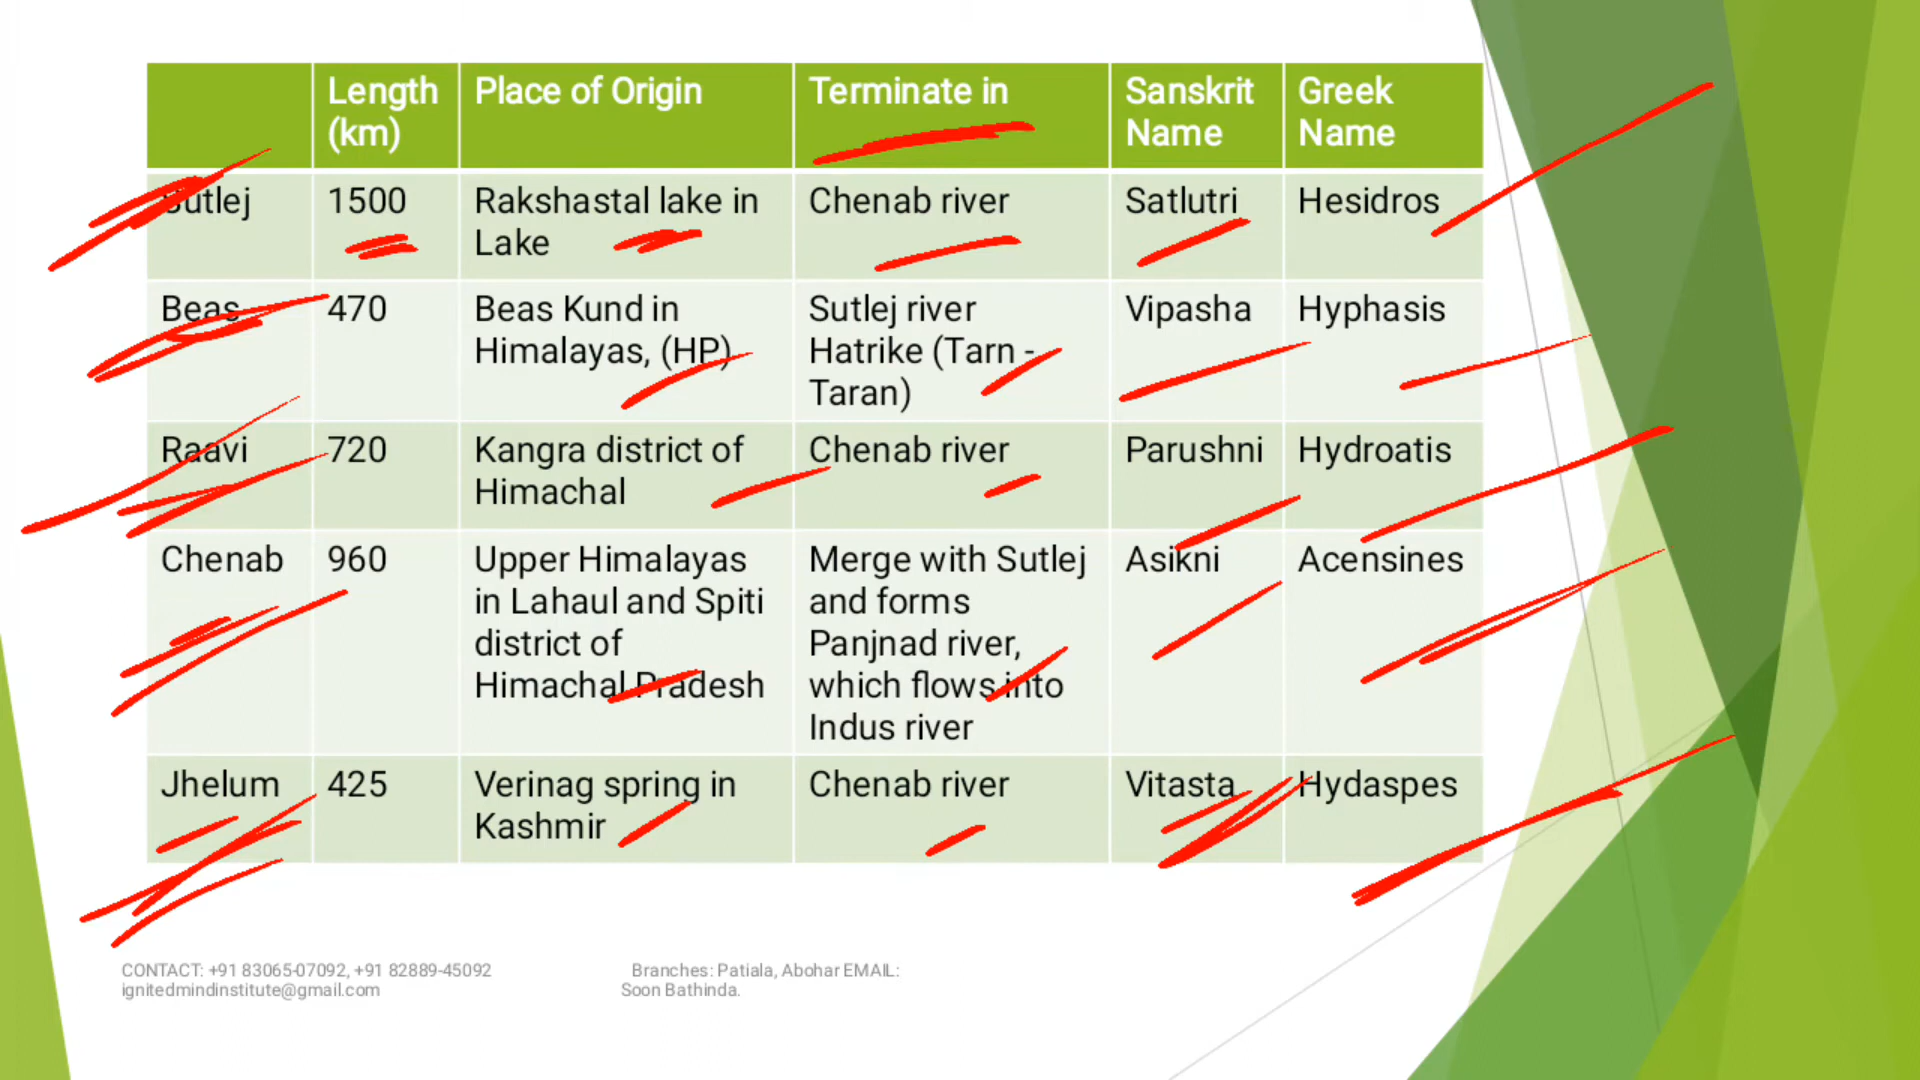 Length (km) Place of Origin Terminate in Sanskrit Name Greek Name
Sutlej 1500 Rakshastal lake in Lake Chenab river Satlutri Hesidros
Beas 470 Beas Kund in Himalayas, (HP) Sutlej river Hatrike (Tarn - Taran) Vipasha Hyphasis
Raavi 720 Kangra district of Himachal Chenab river Parushni Hydroatis
Chenab 960 Upper Himalayas in Lahaul and Spiti district of Himachal Pradesh Merge with Sutlej and forms Panjnad river, which flows into Indus river Asikni Acensines
Jhelum 425 Verinag spring in Kashmir Chenab river Vitasta Hydaspes
CONTACT: +91 83065-07092, +91 82889-45092 Branches: Patiala, Abohar EMAIL:
ignitedmindinstitute@gmail.com Soon Bathinda.